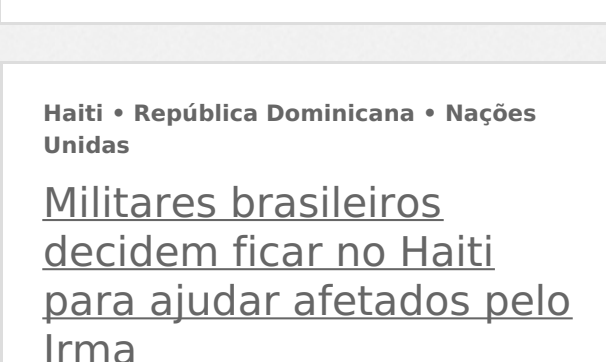 Haiti • República Dominicana • Nações
Unidas
Militares brasileiros
decidem ficar no Haiti
para ajudar afetados pelo
Irma